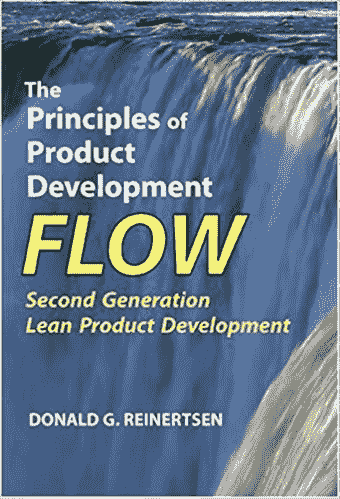 The
Principles of
Product
Development
FLOW
Second Generation
Lean Product Development
DONALD G. REINERTSEN